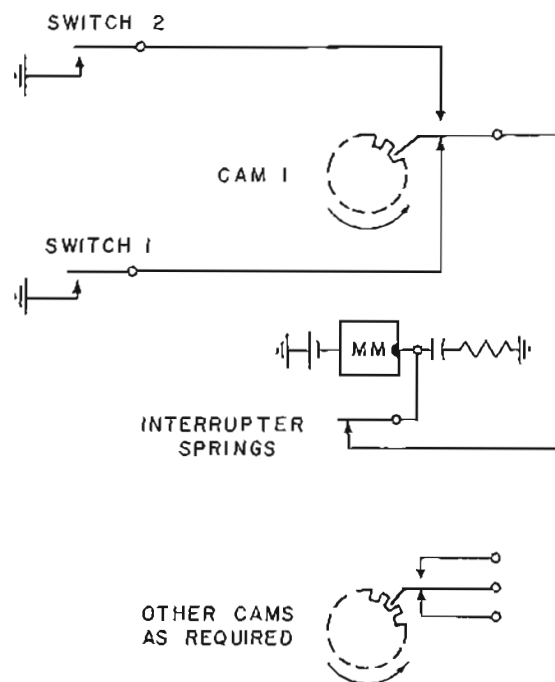 SWITCH 2
CAM 1
SWITCH 1
MM
INTERRUPTER
SPRINGS
OTHER CAMS
AS REQUIRED